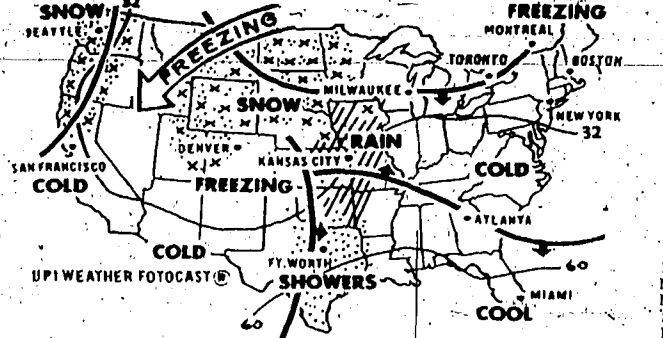 SNOW
32
FREEZING
SEATTLE
MONTREAL
FREEZING
TORONTO
BOSTON
MILWAUKEE
SNOW
NEW YORK
32
RAIN
DENVER
KANSAS CITY
SAN FRANCISCO
COLD
FREEZING
COLD
ATLANTA
COLD
FT. WORTH
60
UPI WEATHER FOTOCAST ®
SHOWERS
MIAMI
COOL
60